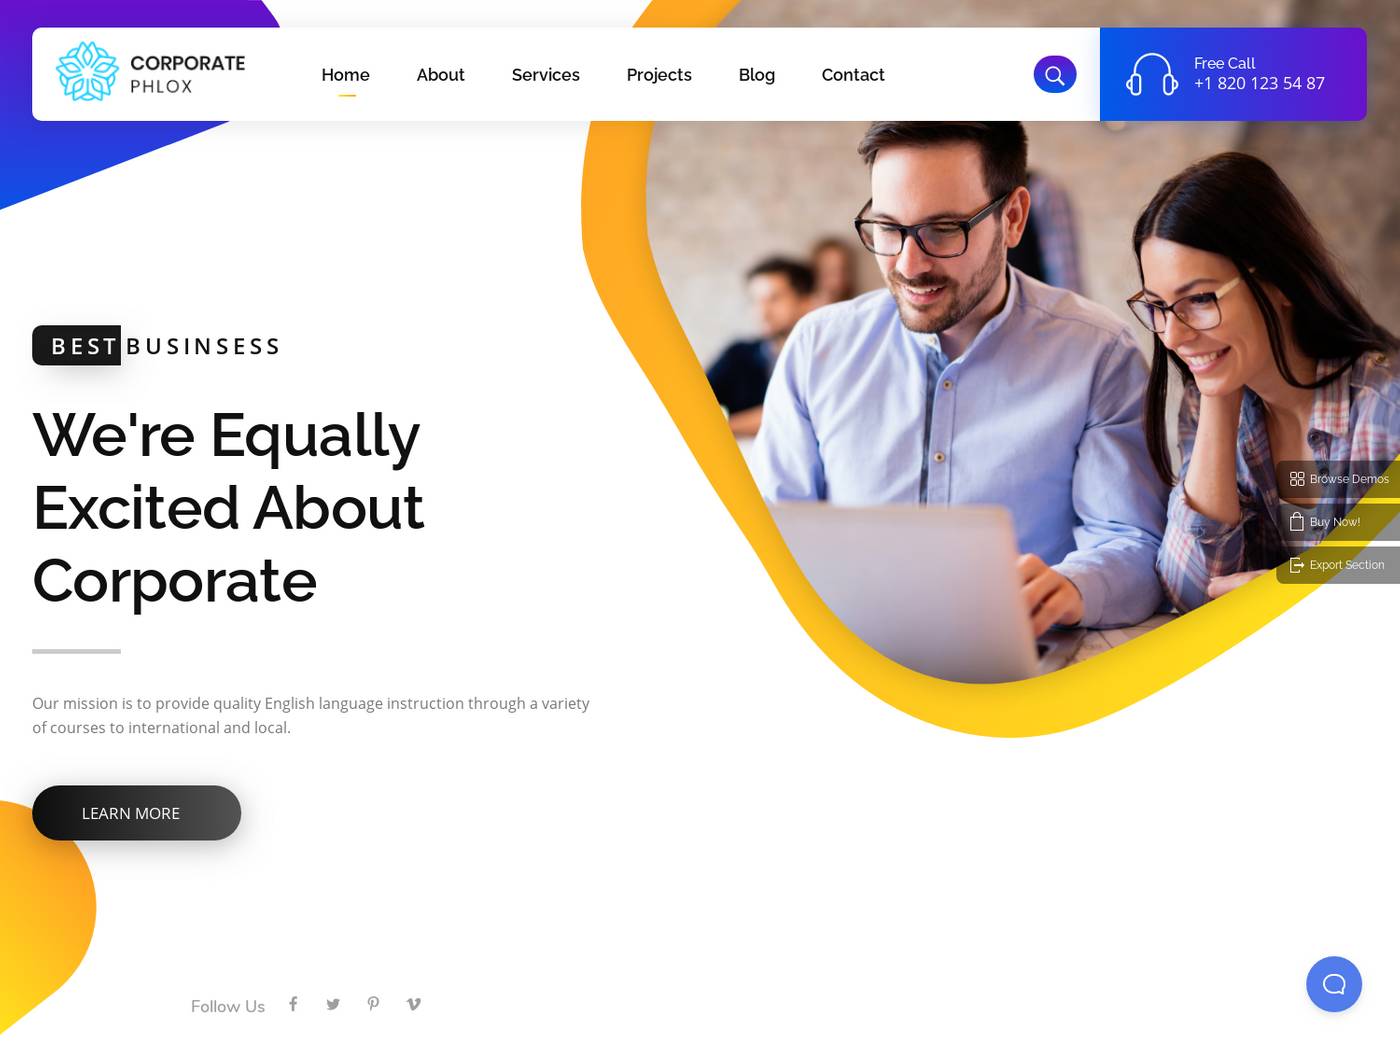 CORPORATE
PHLOX
Home
About
Services
Projects
Blog
Contact
Free Call
+1 820 123 54 87
BEST BUSINSESS
We're Equally
Excited About
Corporate
Our mission is to provide quality English language instruction through a variety
of courses to international and local.
LEARN MORE
Browse Demos
Buy Now!
Export Section
Follow Us